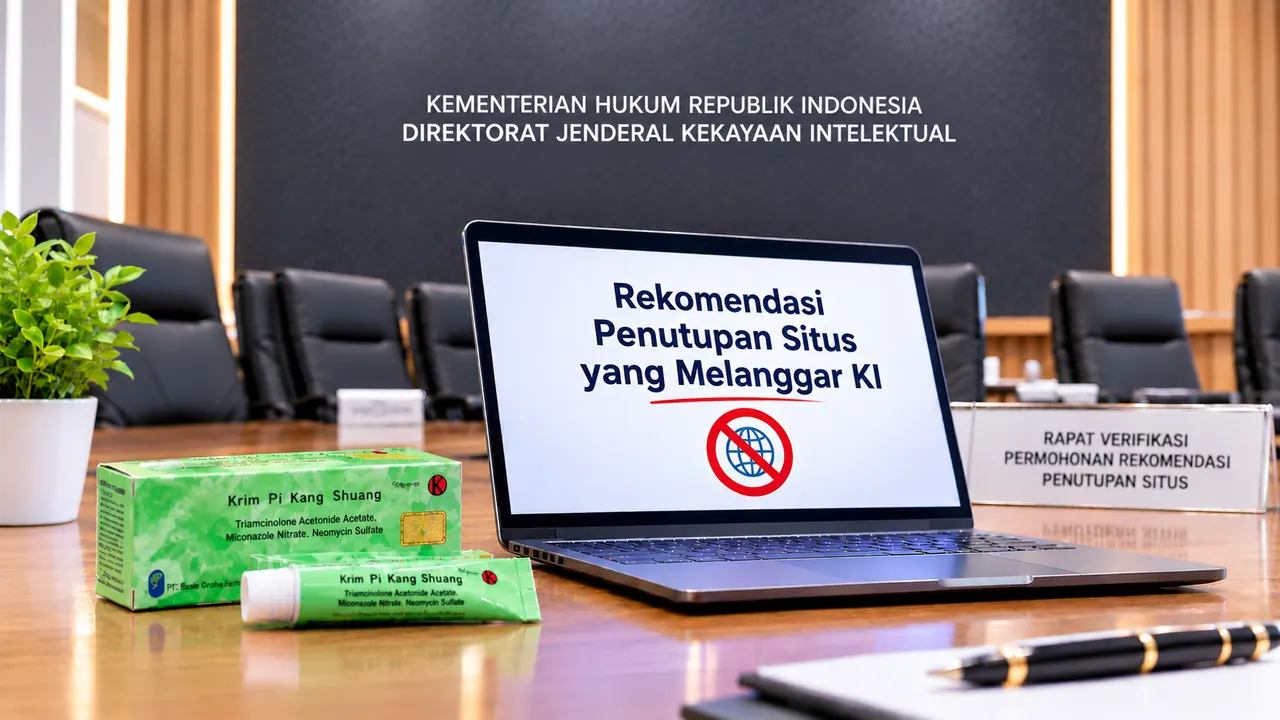 KEMENTERIAN HUKUM REPUBLIK INDONESIA
DIREKTORAT JENDERAL KEKAYAAN INTELEKTUAL
Rekomendasi
Penutupan Situs
yang Melanggar KI
RAPAT VERIFIKASI
PERMOHONAN REKOMENDASI
PENUTUPAN SITUS
Krim Pi Kang Shuang
K
Triamcinolone Acetonide Acetate.
Miconazole Nitrate. Neomycin Sulfate
PT.
Krim Pi Kang Shuang
K
Triamcinolone Acetonide Acetate.
Miconazole Nitrate. Neomycin Sulfate